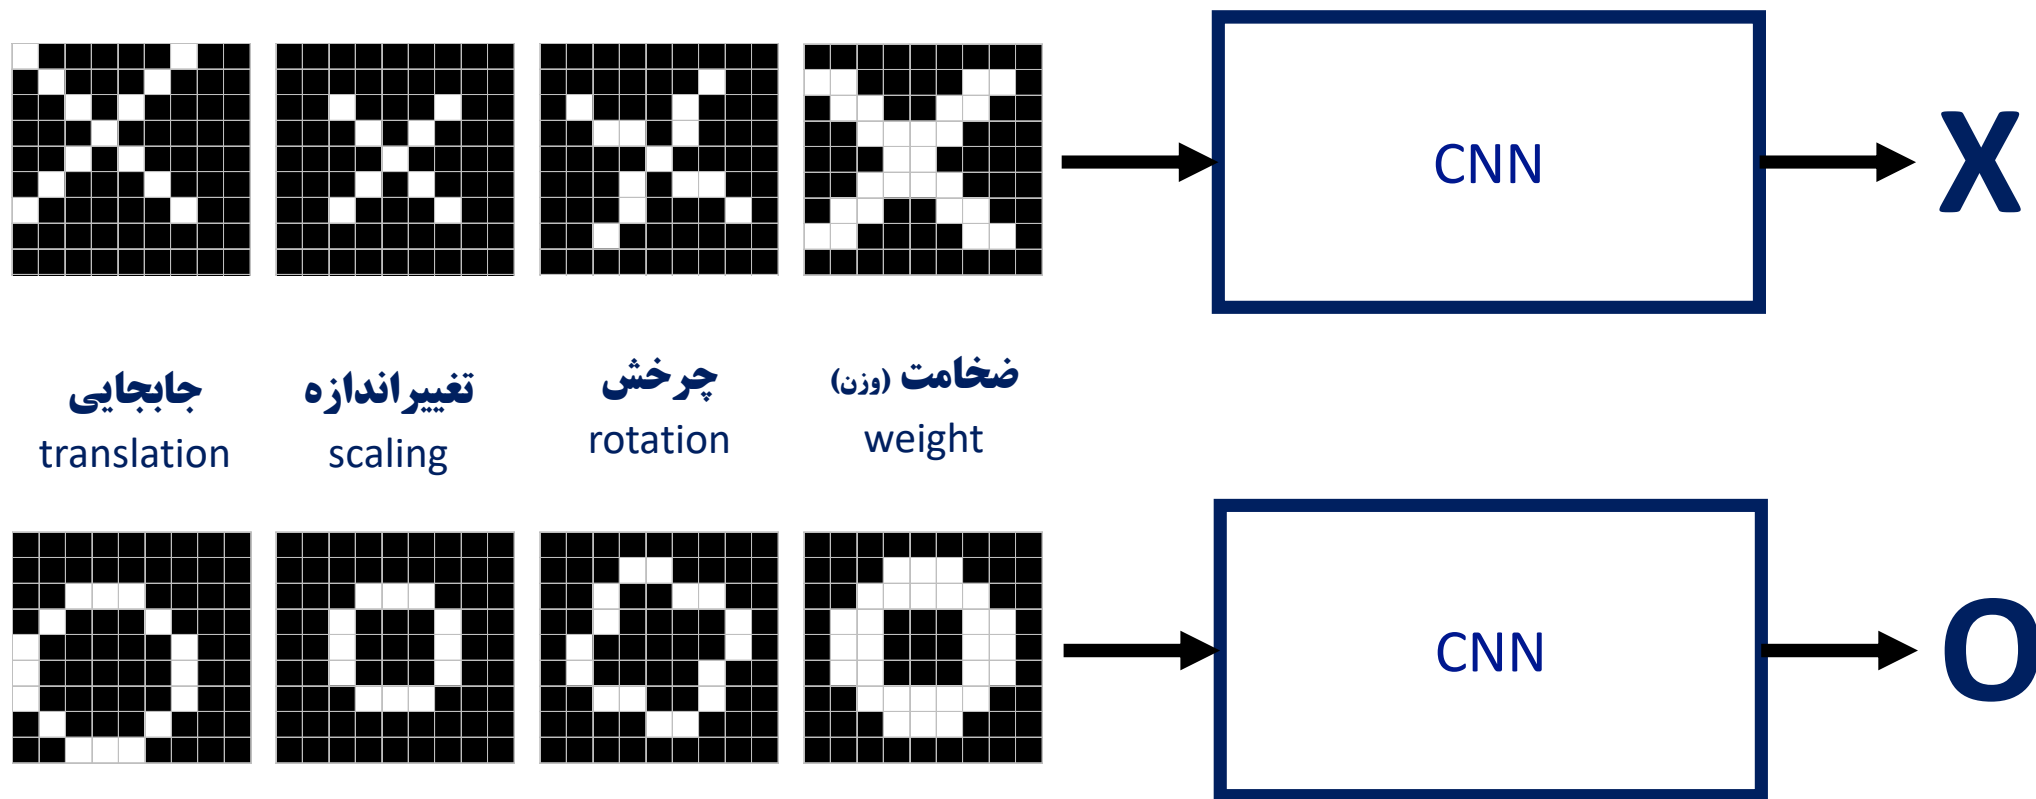 CNN
X
جابجایی
translation
تغییراندازه
scaling
چرخش
rotation
ضخامت (وزن)
weight
CNN
O